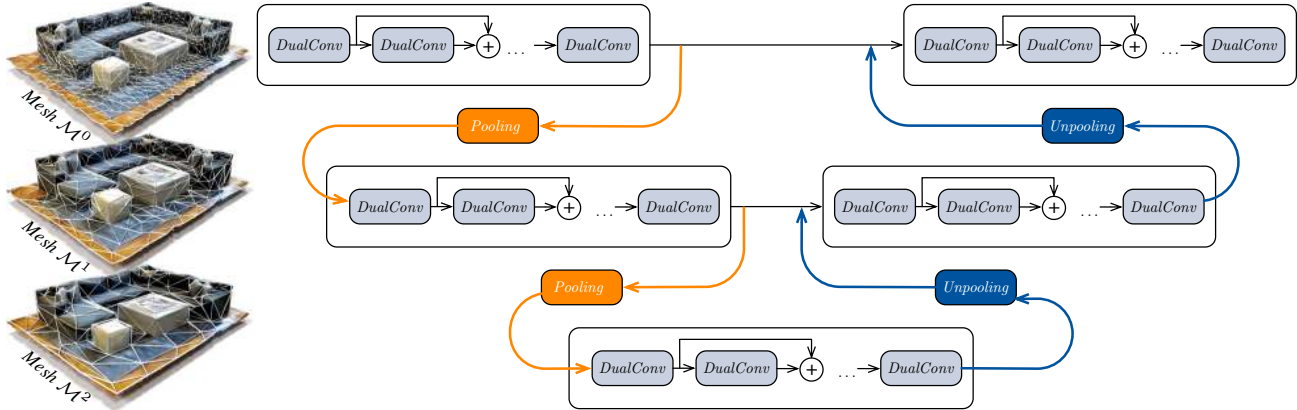 DualConv DualConv + ... DualConv DualConv DualConv + ... DualConv
Mesh M⁰
Pooling Unpooling
DualConv DualConv + ... DualConv DualConv DualConv + ... DualConv
Mesh M¹
Pooling Unpooling
DualConv DualConv + ... DualConv
Mesh M²